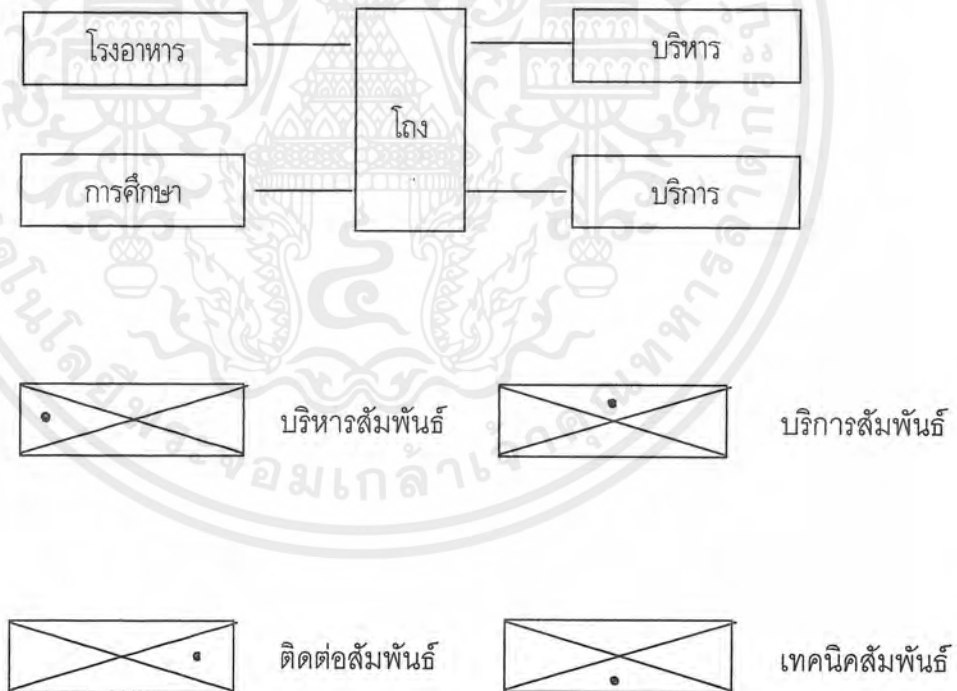 โรงอาหาร
บริหาร
โถง
การศึกษา
บริการ
บริหารสัมพันธ์
บริการสัมพันธ์
ติดต่อสัมพันธ์
เทคนิคสัมพันธ์